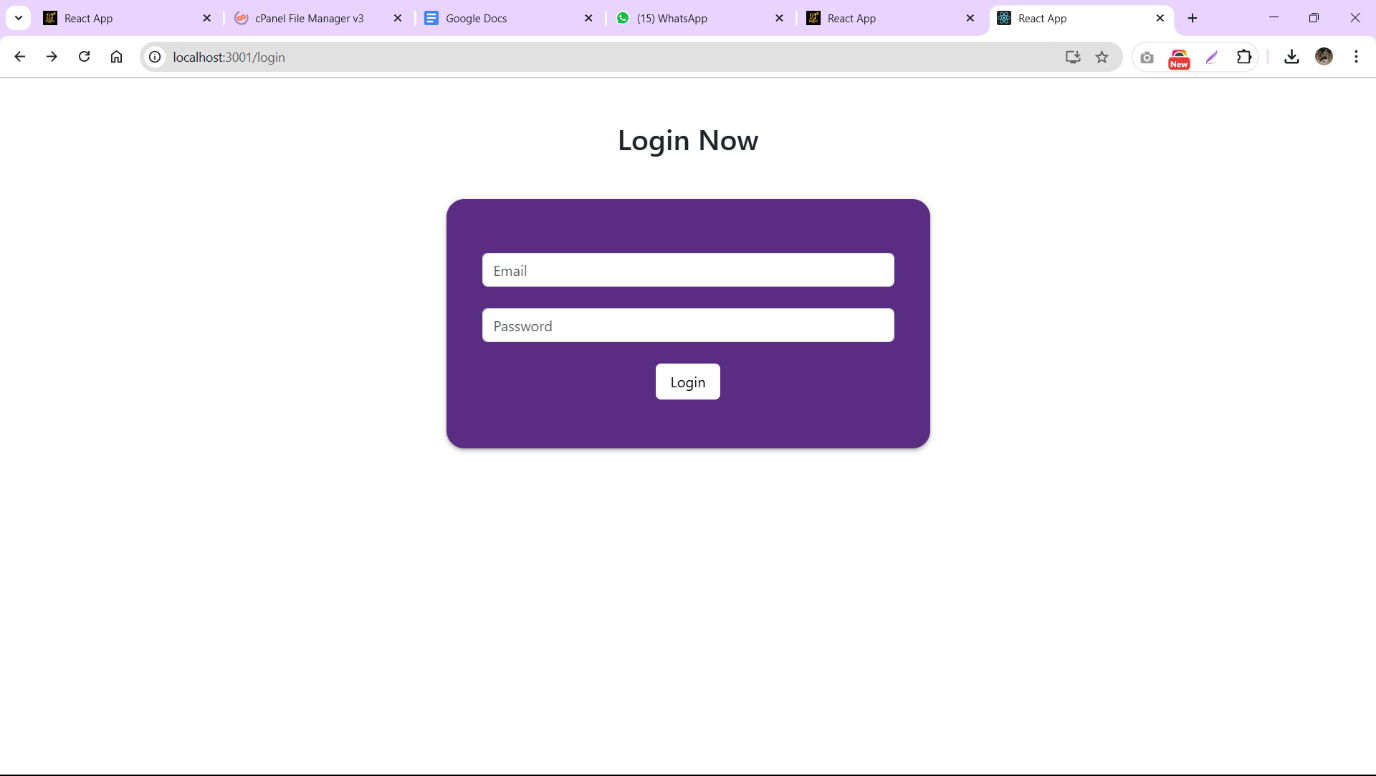 React App
cPanel File Manager v3
Google Docs
(15) WhatsApp
React App
React App
localhost:3001/login
New
Login Now
Email
Password
Login